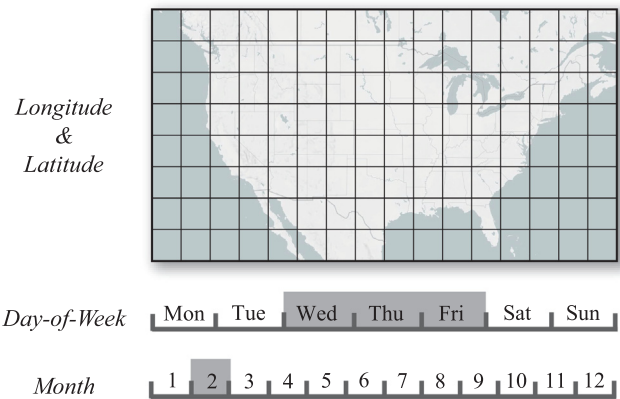 Longitude
&
Latitude
Day-of-Week Mon Tue Wed Thu Fri Sat Sun
Month 1 2 3 4 5 6 7 8 9 10 11 12